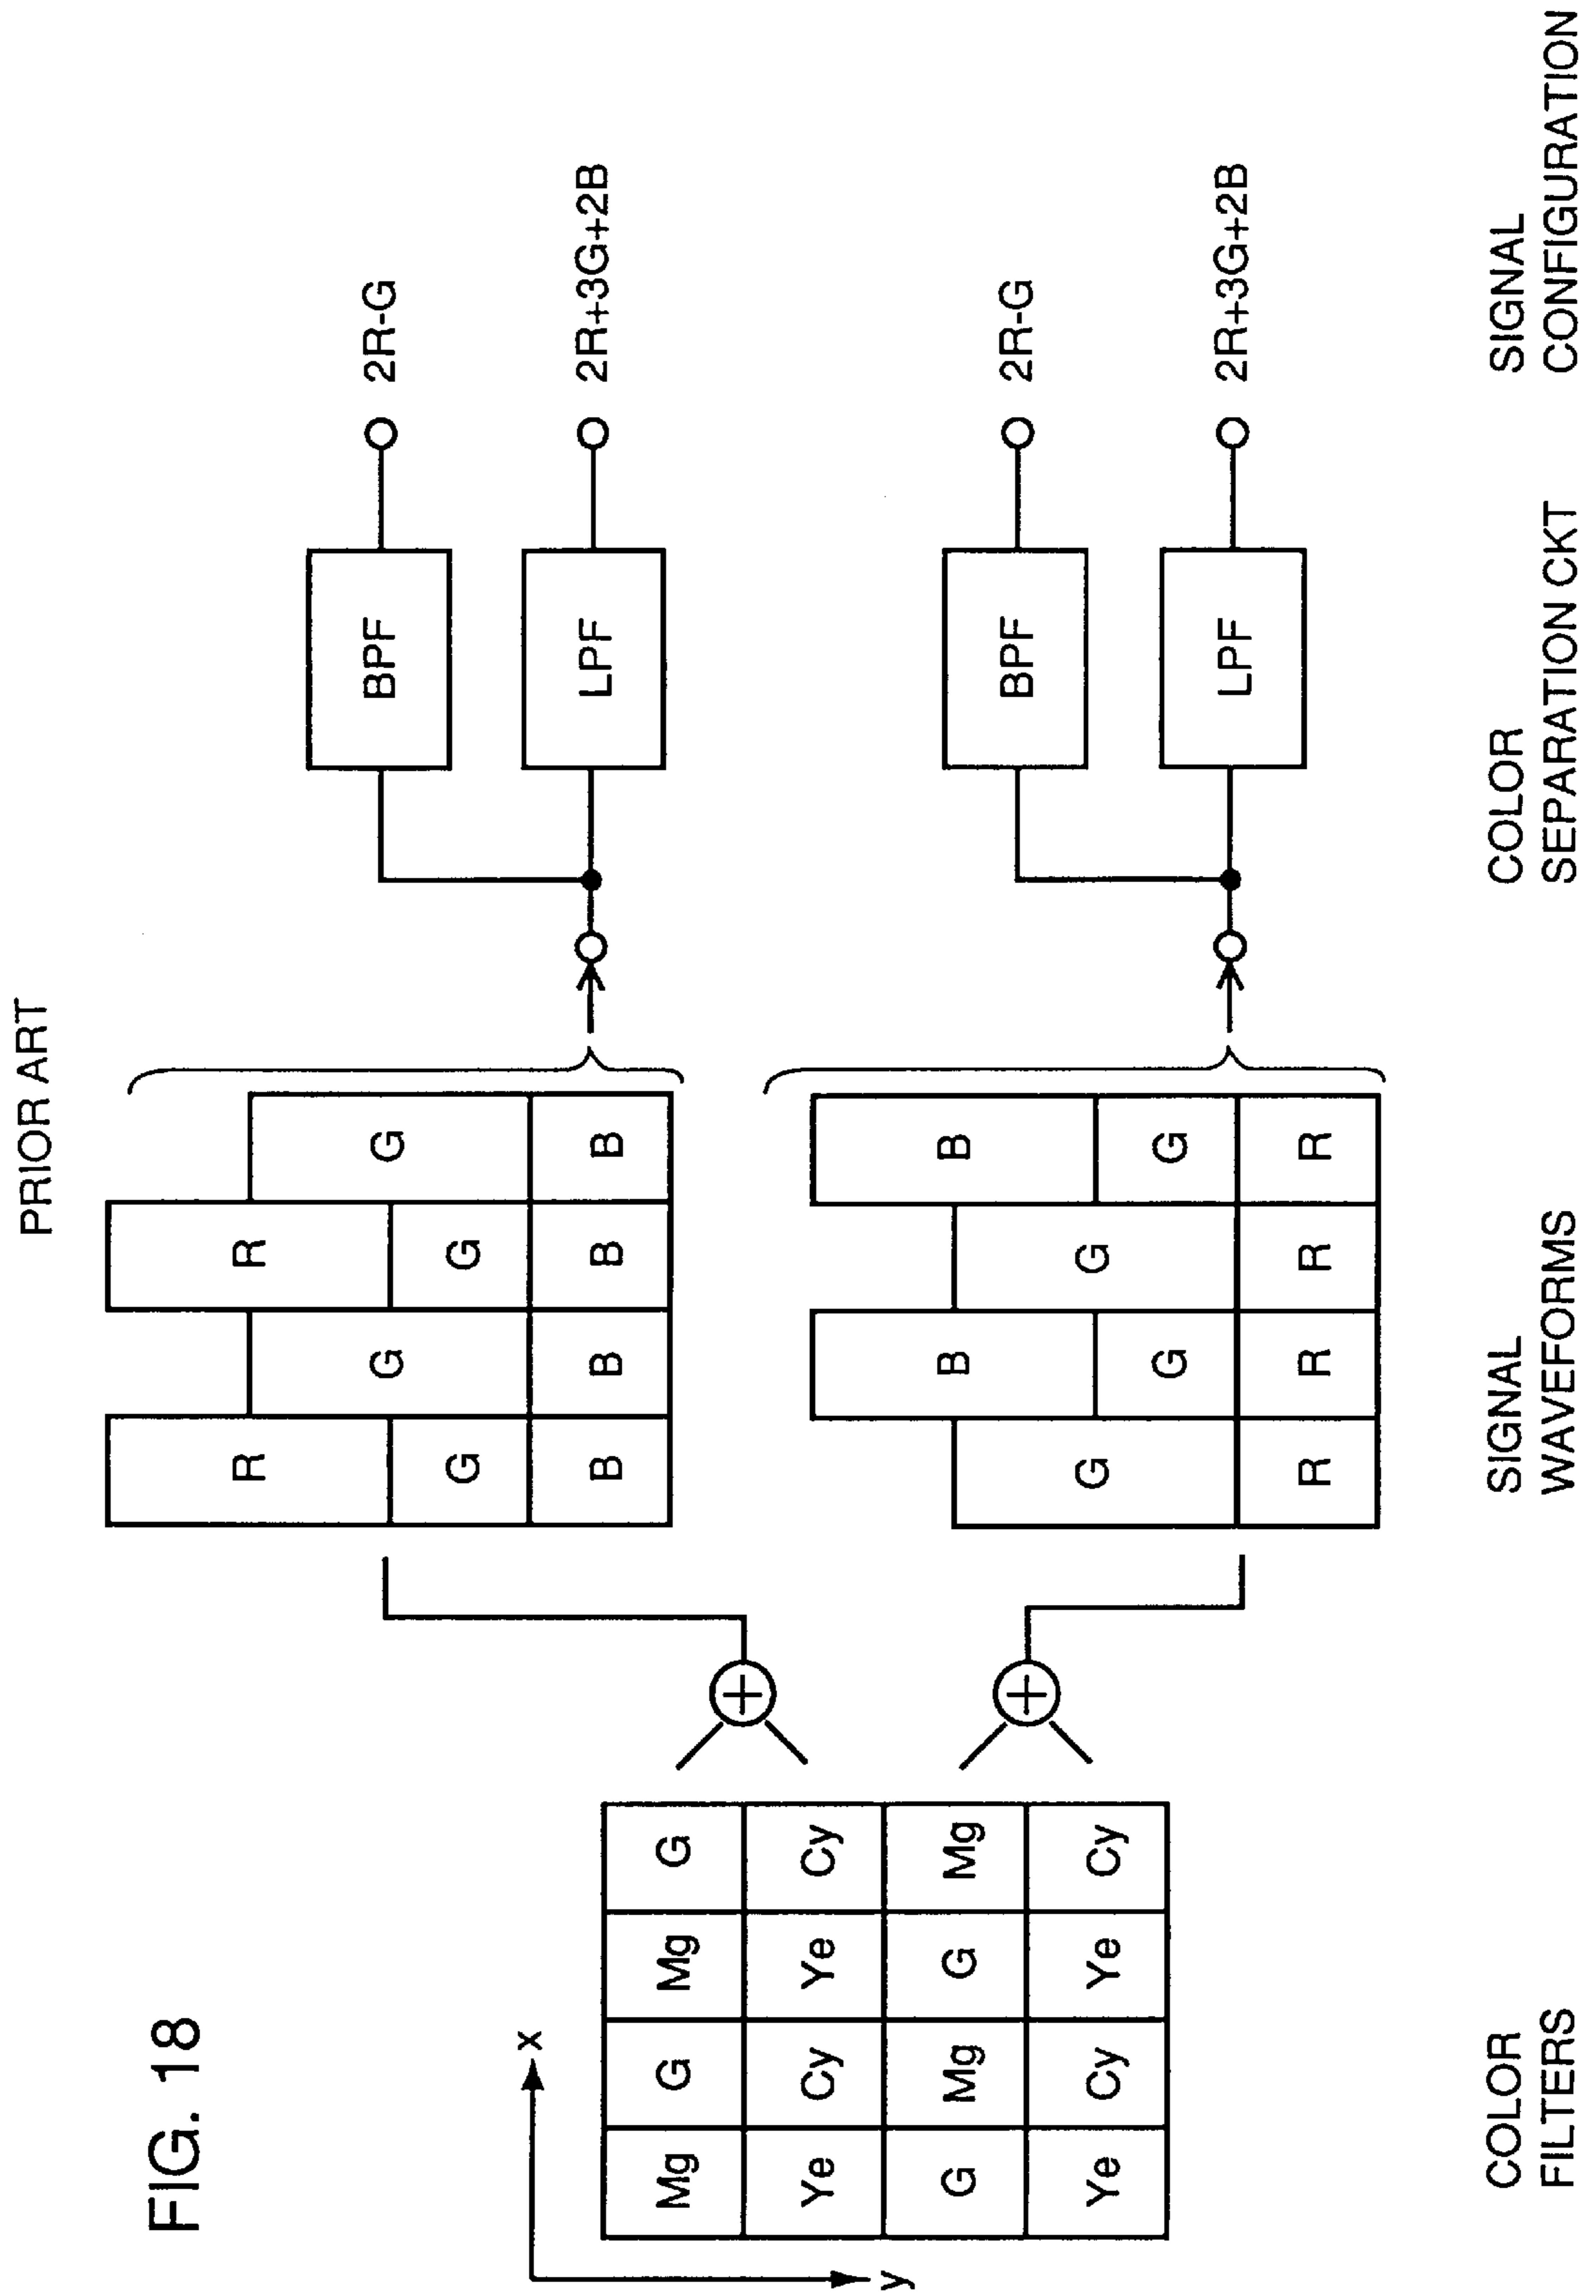 FIG. 18
PRIOR ART
x
y
Mg G Mg G
Ye Cy Ye Cy
G Mg G Mg
Ye Cy Ye Cy
R G R G
G G
B B B B
G B G B
G G
R R R R
BPF
2R-G
LPF
2R+3G+2B
BPF
2R-G
LPF
2R+3G+2B
COLOR
FILTERS
SIGNAL
WAVEFORMS
COLOR
SEPARATION CKT
SIGNAL
CONFIGURATION